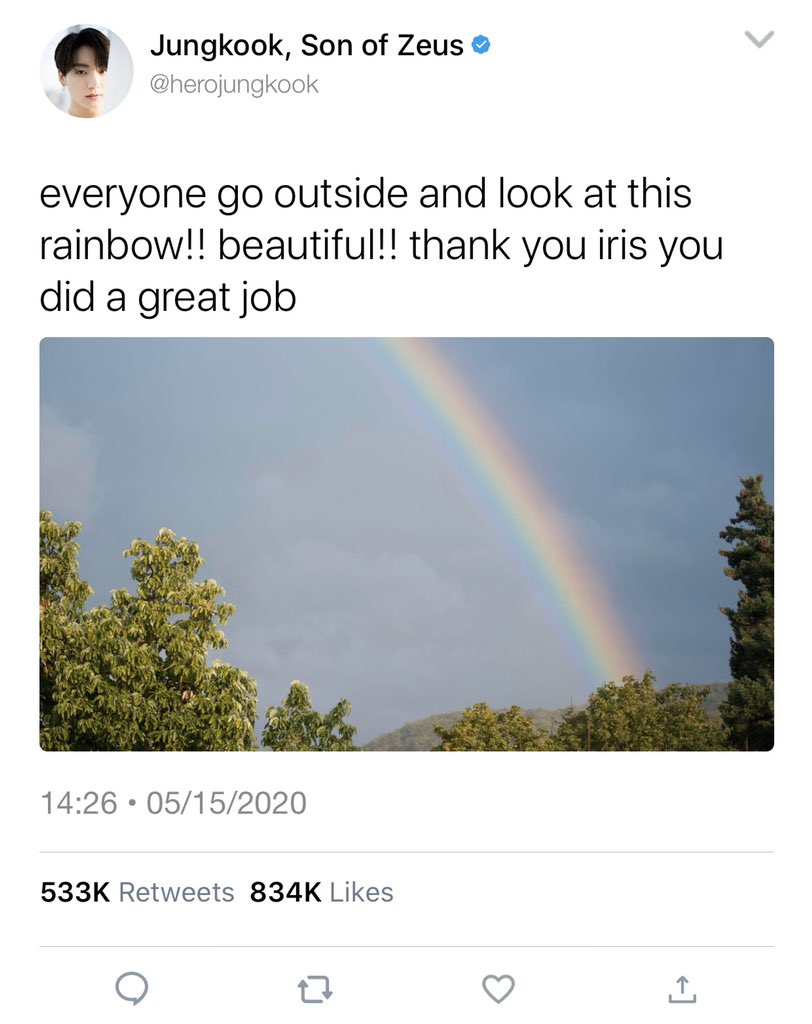 Jungkook, Son of Zeus
@herojungkook
everyone go outside and look at this
rainbow!! beautiful!! thank you iris you
did a great job
14:26 • 05/15/2020
533K Retweets 834K Likes